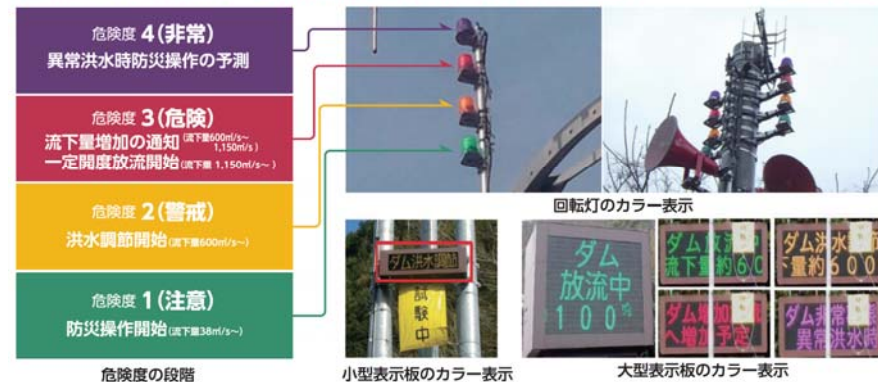 危険度 4(非常)
異常洪水時防災操作の予測
危険度 3(危険)
流下量増加の通知(流下量600㎥/s～1,150㎥/s)
一定開度放流開始(流下量 1,150㎥/s～)
危険度 2(警戒)
洪水調節開始(流下量600㎥/s～)
危険度 1(注意)
防災操作開始(流下量38㎥/s～)
危険度の段階
回転灯のカラー表示
ダム洪水調節
試験中
小型表示板のカラー表示
ダム
放流中
100㎥
ダム放流中
流下量約60
ダム洪水調節
下量約600
ダム増加
へ増加予定
ダム非常
異常洪水時
大型表示板のカラー表示